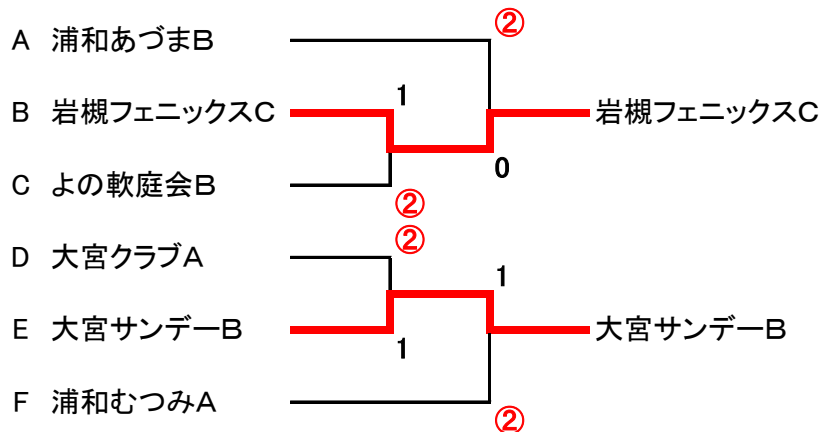 A 浦和あづまB ②
B 岩槻フェニックスC 1 岩槻フェニックスC
0
C よの軟庭会B ②
D 大宮クラブA ②
1
E 大宮サンデーB 1 大宮サンデーB
F 浦和むつみA ②